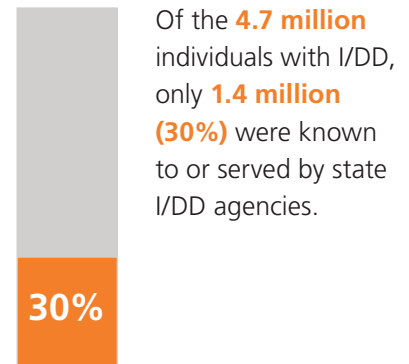 Of the 4.7 million
individuals with I/DD,
only 1.4 million
(30%) were known
to or served by state
I/DD agencies.
30%